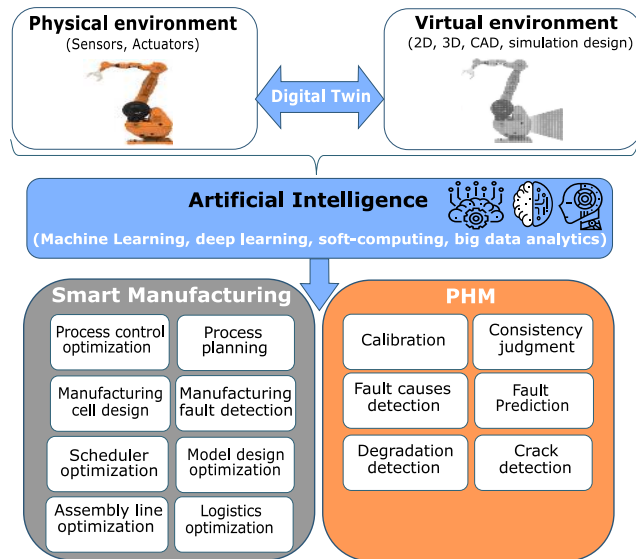 Physical environment
(Sensors, Actuators)
Virtual environment
(2D, 3D, CAD, simulation design)
Digital Twin
Artificial Intelligence
(Machine Learning, deep learning, soft-computing, big data analytics)
Smart Manufacturing
Process control
optimization
Process
planning
Manufacturing
cell design
Manufacturing
fault detection
Scheduler
optimization
Model design
optimization
Assembly line
optimization
Logistics
optimization
PHM
Calibration
Consistency
judgment
Fault causes
detection
Fault
Prediction
Degradation
detection
Crack
detection